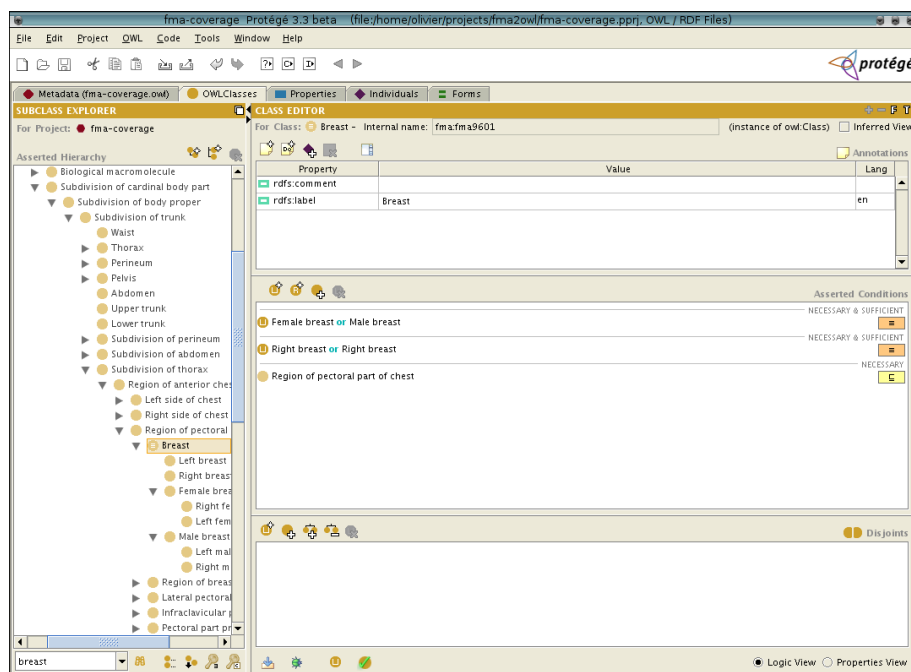 fma-coverage Protégé 3.3 beta (file:/home/olivier/projects/fma2owl/fma-coverage.pprj, OWL / RDF Files)
File Edit Project OWL Code Tools Window Help
protégé
Metadata (fma-coverage.owl) OWLClasses Properties Individuals Forms
SUBCLASS EXPLORER
For Project: fma-coverage
Asserted Hierarchy
Biological macromolecule
Subdivision of cardinal body part
Subdivision of body proper
Subdivision of trunk
Waist
Thorax
Perineum
Pelvis
Abdomen
Upper trunk
Lower trunk
Subdivision of perineum
Subdivision of abdomen
Subdivision of thorax
Region of anterior ches
Left side of chest
Right side of chest
Region of pectoral
Breast
Left breast
Right breas
Female brea
Right fe
Left fem
Male breast
Left mal
Right m
Region of breas
Lateral pectoral
Infraclavicular p
Pectoral part pr
breast
CLASS EDITOR
F T
For Class: Breast - Internal name: fma:fma9601 (instance of owl:Class) Inferred View
Annotations
Property Value Lang
rdfs:comment
rdfs:label Breast en
Asserted Conditions
NECESSARY & SUFFICIENT
Female breast or Male breast =
NECESSARY & SUFFICIENT
Right breast or Right breast =
NECESSARY
Region of pectoral part of chest ⊑
Disjoints
Logic View Properties View